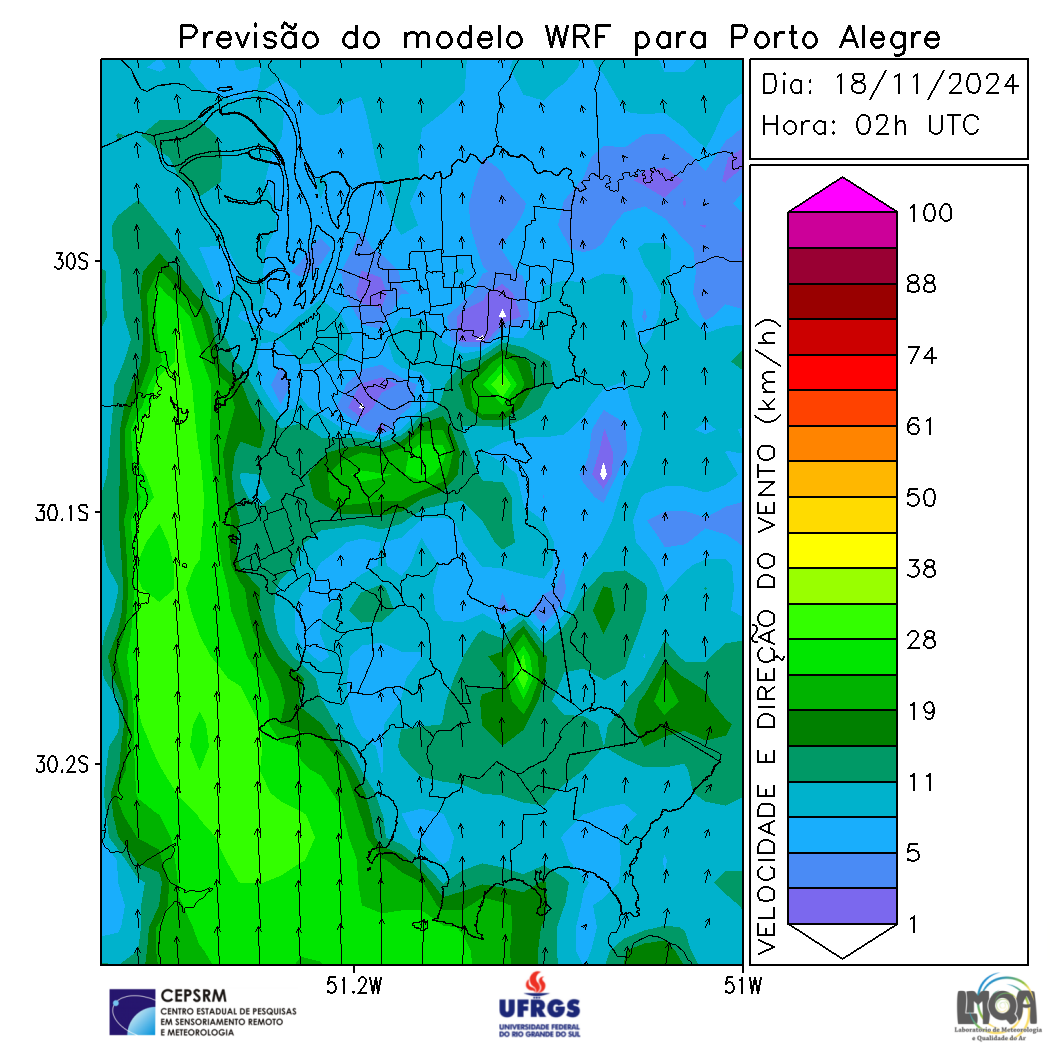 Previsão do modelo WRF para Porto Alegre
Dia: 18/11/2024
Hora: 02h UTC
30S
30.1S
30.2S
51.2W
51W
VELOCIDADE E DIREÇÃO DO VENTO (km/h)
100
88
74
61
50
38
28
19
11
5
1
CEPSRM
CENTRO ESTADUAL DE PESQUISAS
EM SENSORIAMENTO REMOTO
E METEOROLOGIA
UFRGS
UNIVERSIDADE FEDERAL
DO RIO GRANDE DO SUL
LMQA
Laboratório de Meteorologia
e Qualidade do Ar